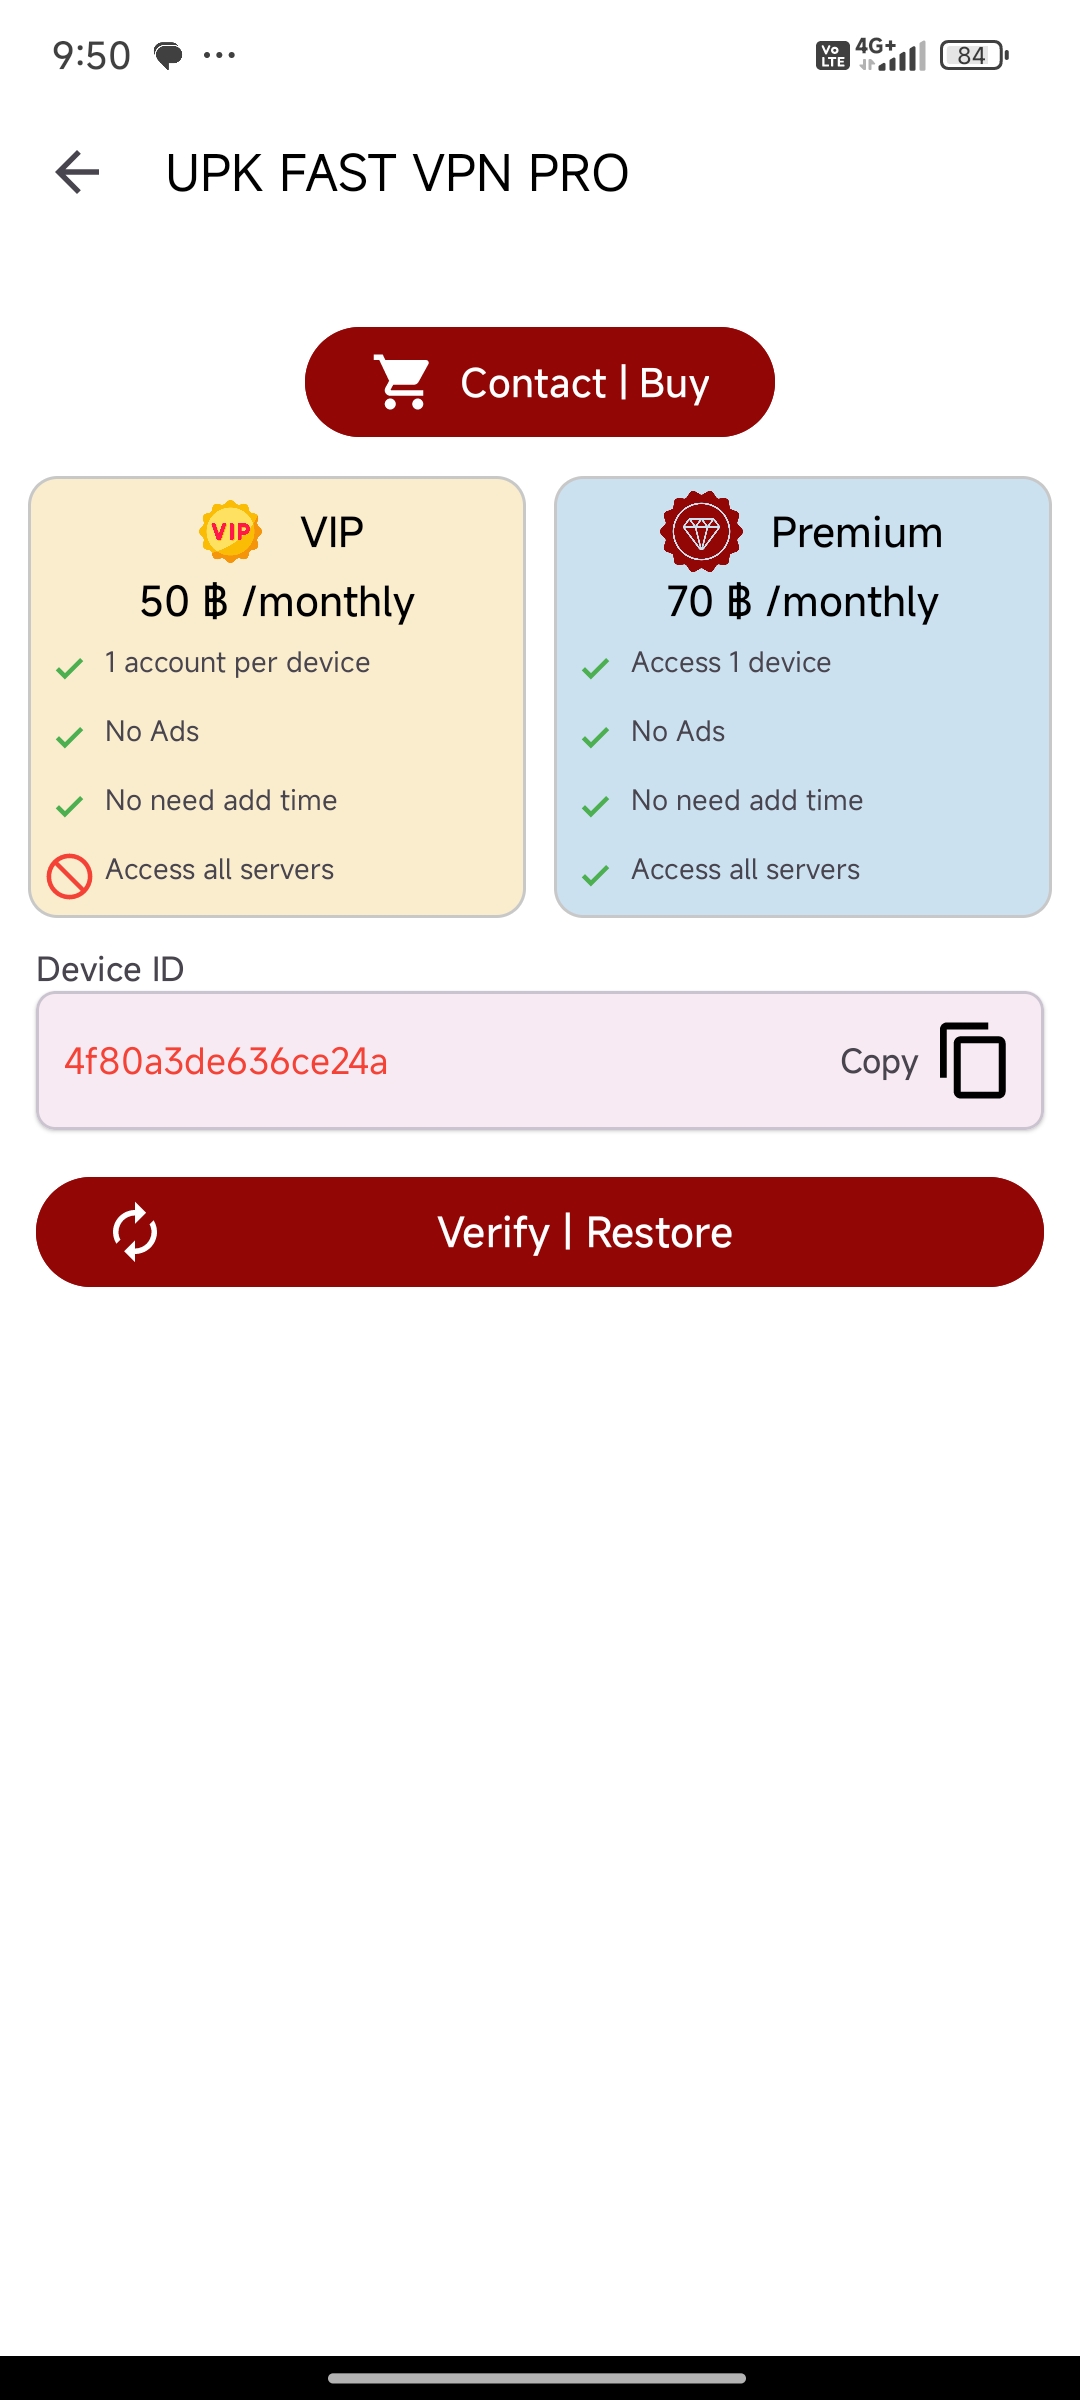 9:50
Vo LTE 4G+ 84
UPK FAST VPN PRO
Contact | Buy
VIP VIP
50 ฿ /monthly
1 account per device
No Ads
No need add time
Access all servers
Premium
70 ฿ /monthly
Access 1 device
No Ads
No need add time
Access all servers
Device ID
4f80a3de636ce24a
Copy
Verify | Restore